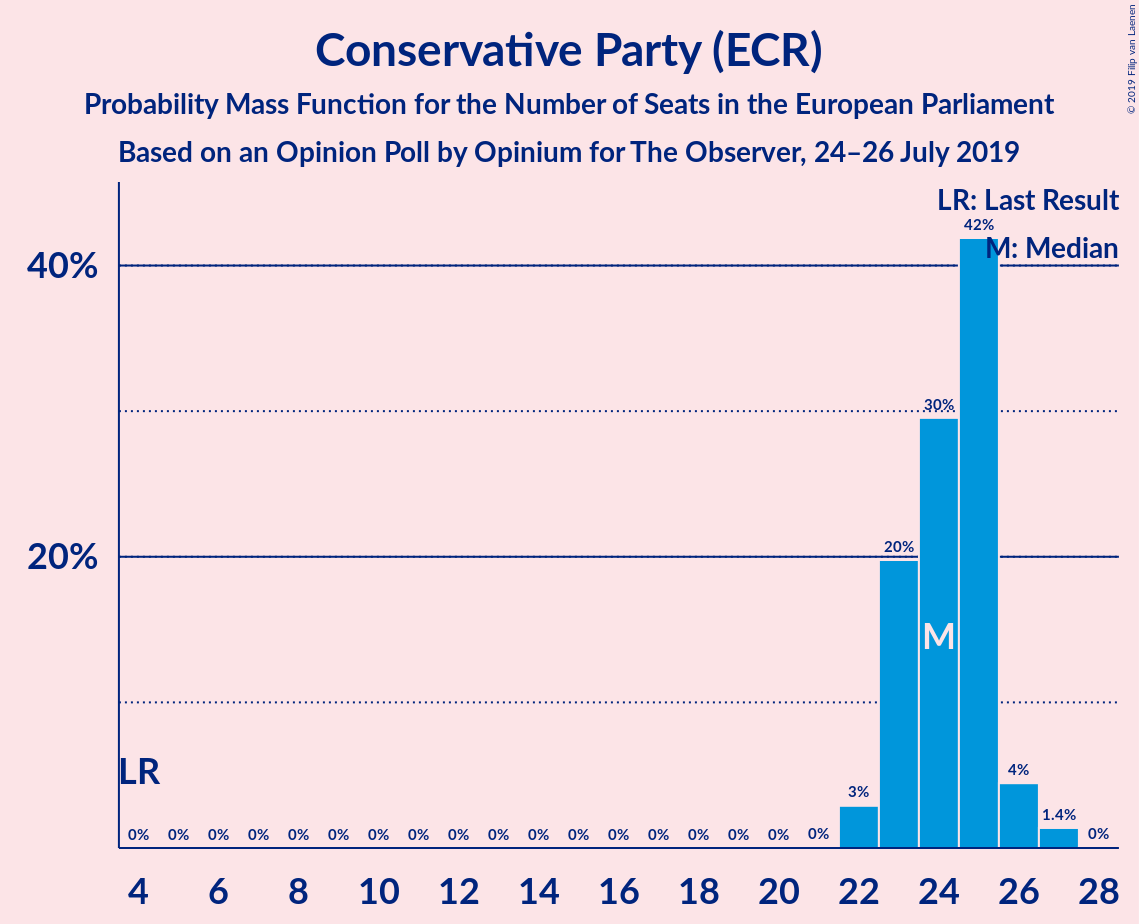 Conservative Party (ECR)
Probability Mass Function for the Number of Seats in the European Parliament
Based on an Opinion Poll by Opinium for The Observer, 24–26 July 2019
© 2019 Filip van Laenen
LR: Last Result
M: Median
42%
40%
30%
20%
20%
M
LR
4%
3%
1.4%
0% 0% 0% 0% 0% 0% 0% 0% 0% 0% 0% 0% 0% 0% 0% 0% 0% 0% 0%
4 6 8 10 12 14 16 18 20 22 24 26 28